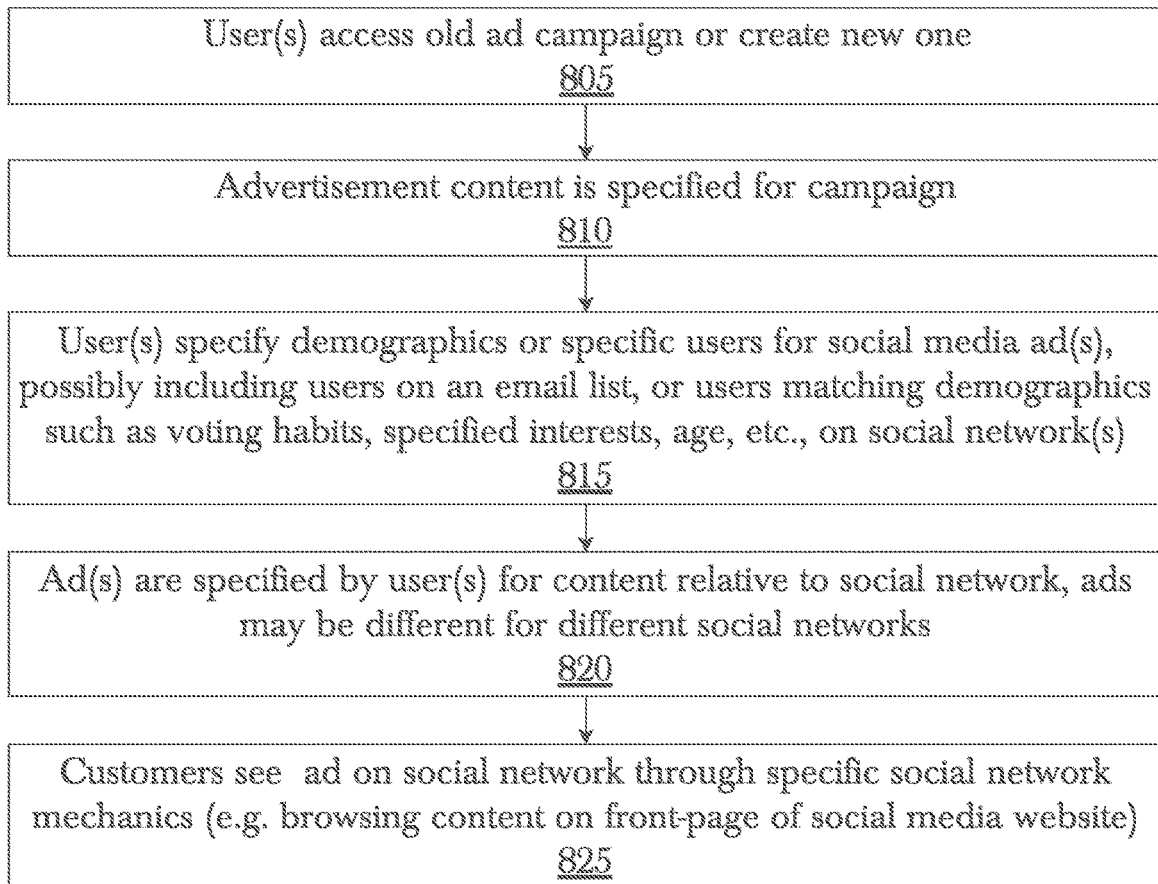 User(s) access old ad campaign or create new one
805
Advertisement content is specified for campaign
810
User(s) specify demographics or specific users for social media ad(s),
possibly including users on an email list, or users matching demographics
such as voting habits, specified interests, age, etc., on social network(s)
815
Ad(s) are specified by user(s) for content relative to social network, ads
may be different for different social networks
820
Customers see ad on social network through specific social network
mechanics (e.g. browsing content on front-page of social media website)
825